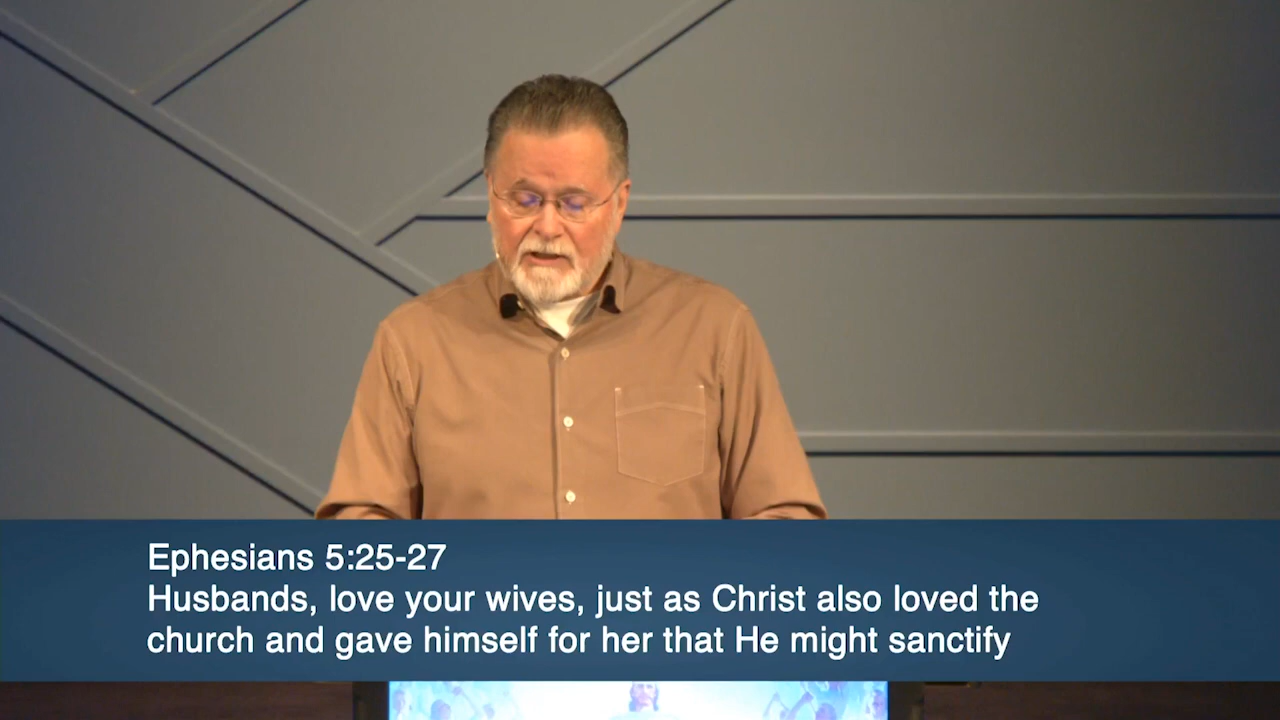 Ephesians 5:25-27
Husbands, love your wives, just as Christ also loved the
church and gave himself for her that He might sanctify